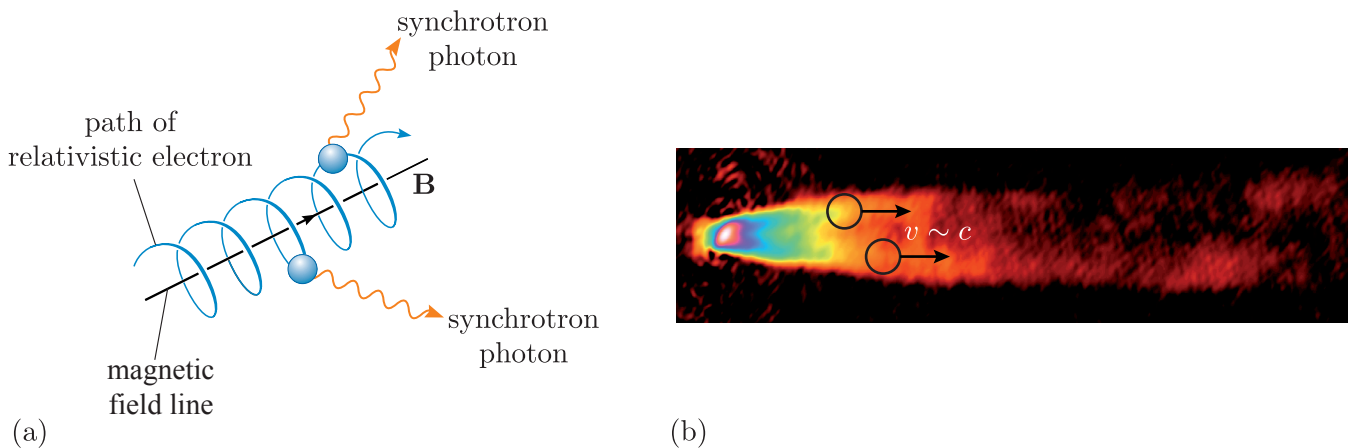 synchrotron
photon
path of
relativistic electron
B
synchrotron
photon
magnetic
field line
(a)
v ∼ c
(b)